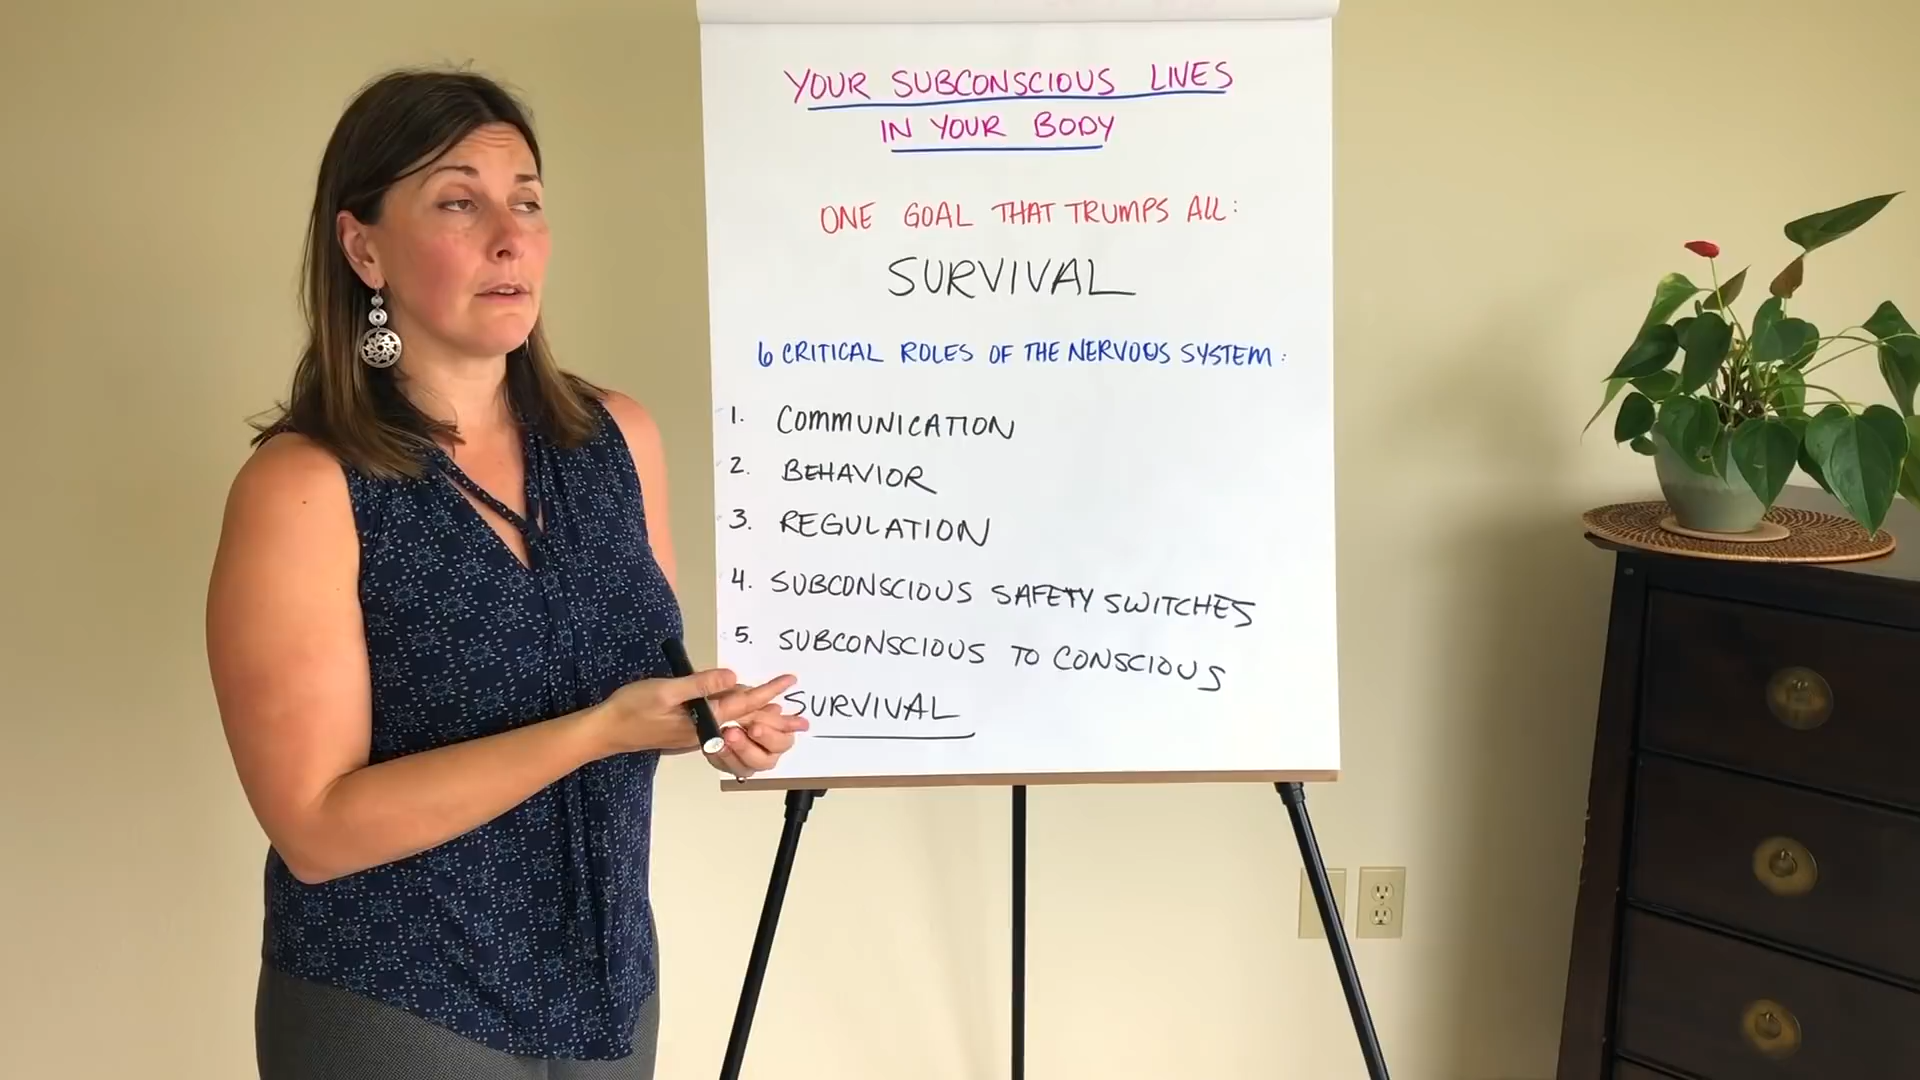 YOUR SUBCONSCIOUS LIVES
IN YOUR BODY
ONE GOAL THAT TRUMPS ALL:
SURVIVAL
6 CRITICAL ROLES OF THE NERVOUS SYSTEM:
1. COMMUNICATION
2. BEHAVIOR
3. REGULATION
4. SUBCONSCIOUS SAFETY SWITCHES
5. SUBCONSCIOUS TO CONSCIOUS
SURVIVAL